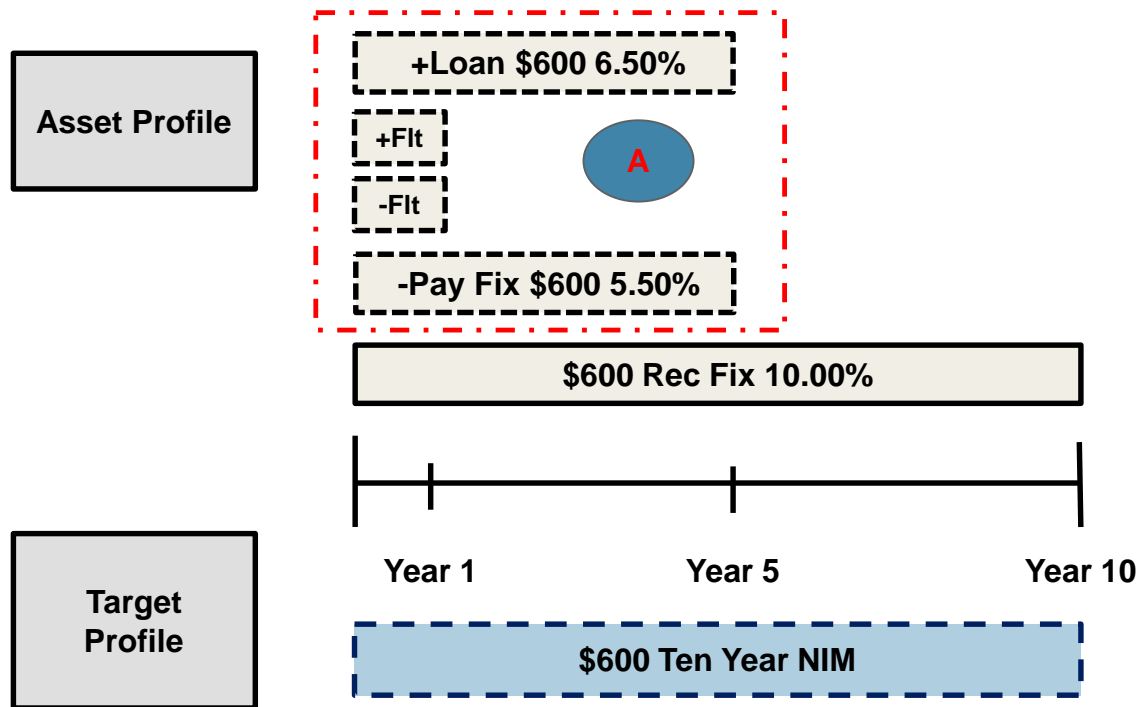 +Loan $600 6.50%
Asset Profile
+Flt
A
-Flt
-Pay Fix $600 5.50%
$600 Rec Fix 10.00%
Year 1
Year 5
Year 10
Target
Profile
$600 Ten Year NIM